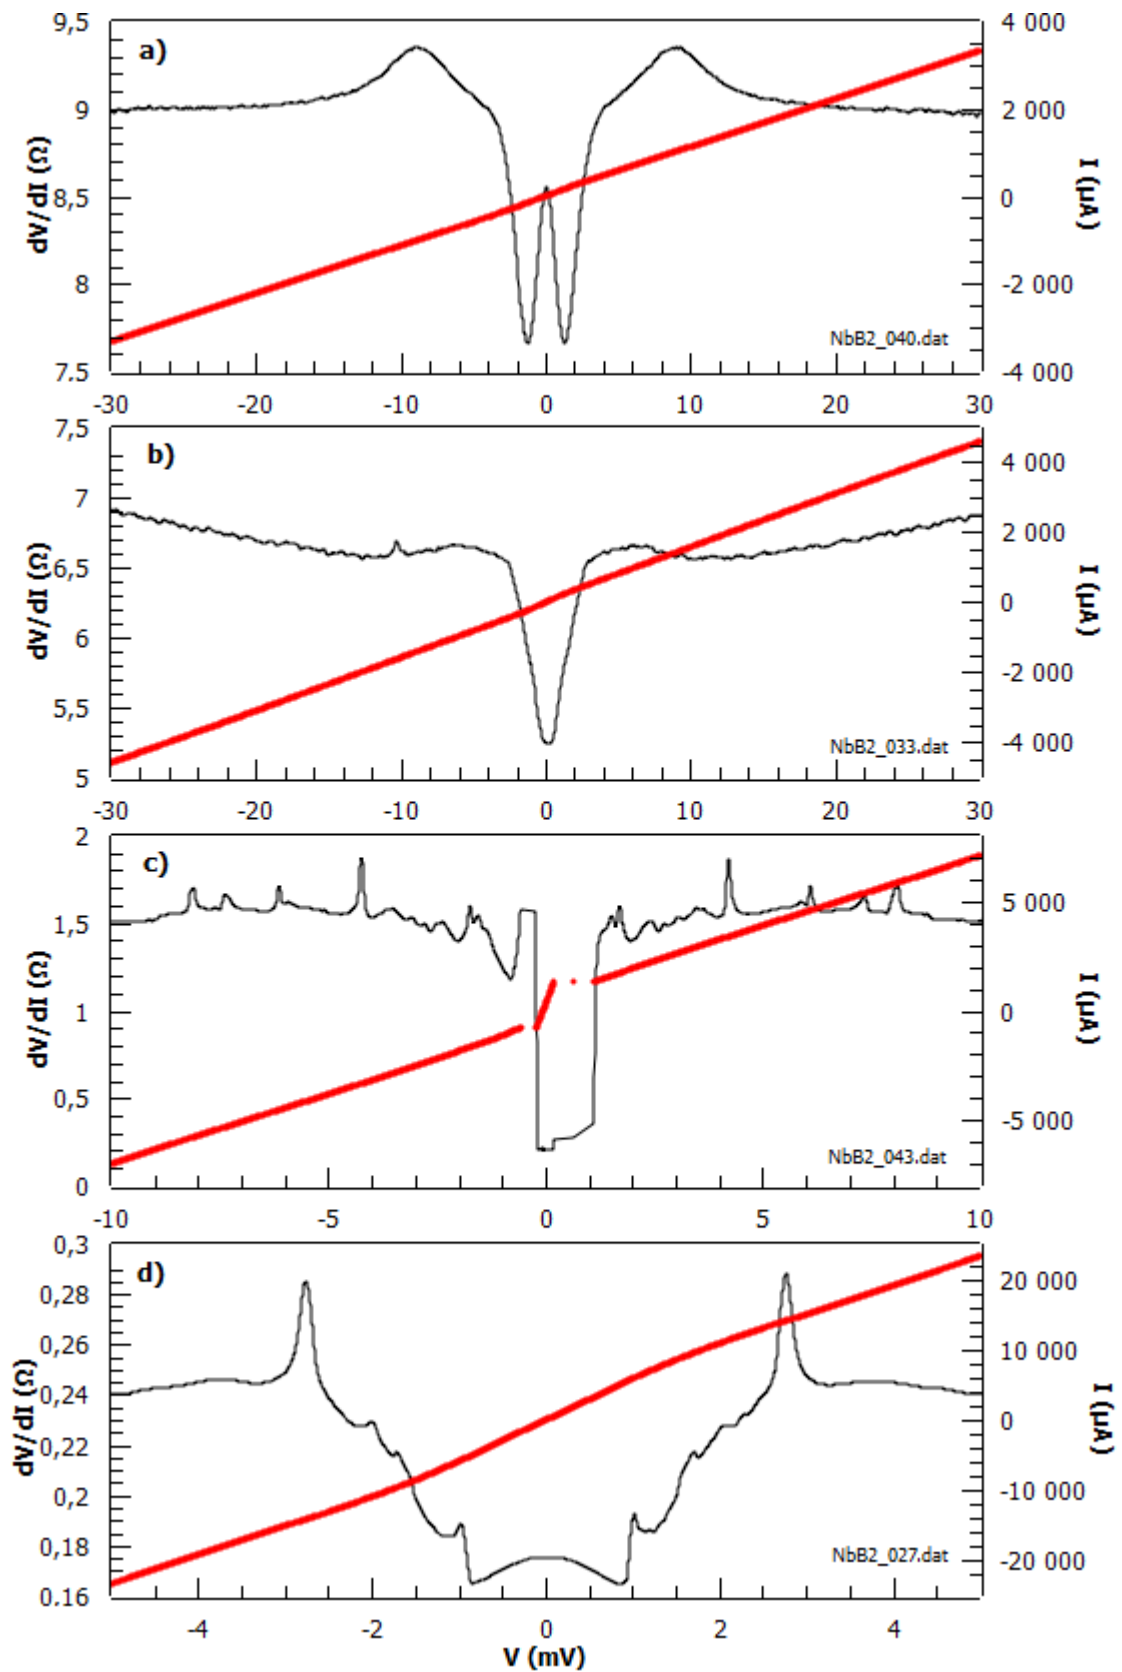 a)
9,5
9
8,5
8
7,5
dV/dI (Ω)
4 000
2 000
0
-2 000
-4 000
I (µA)
NbB2_040.dat
-30 -20 -10 0 10 20 30
b)
7,5
7
6,5
6
5,5
5
dV/dI (Ω)
4 000
2 000
0
-2 000
-4 000
I (µA)
NbB2_033.dat
-30 -20 -10 0 10 20 30
c)
2
1,5
1
0,5
0
dV/dI (Ω)
5 000
0
-5 000
I (µA)
NbB2_043.dat
-10 -5 0 5 10
d)
0,3
0,28
0,26
0,24
0,22
0,2
0,18
0,16
dV/dI (Ω)
20 000
10 000
0
-10 000
-20 000
I (µA)
NbB2_027.dat
-4 -2 0 2 4
V (mV)